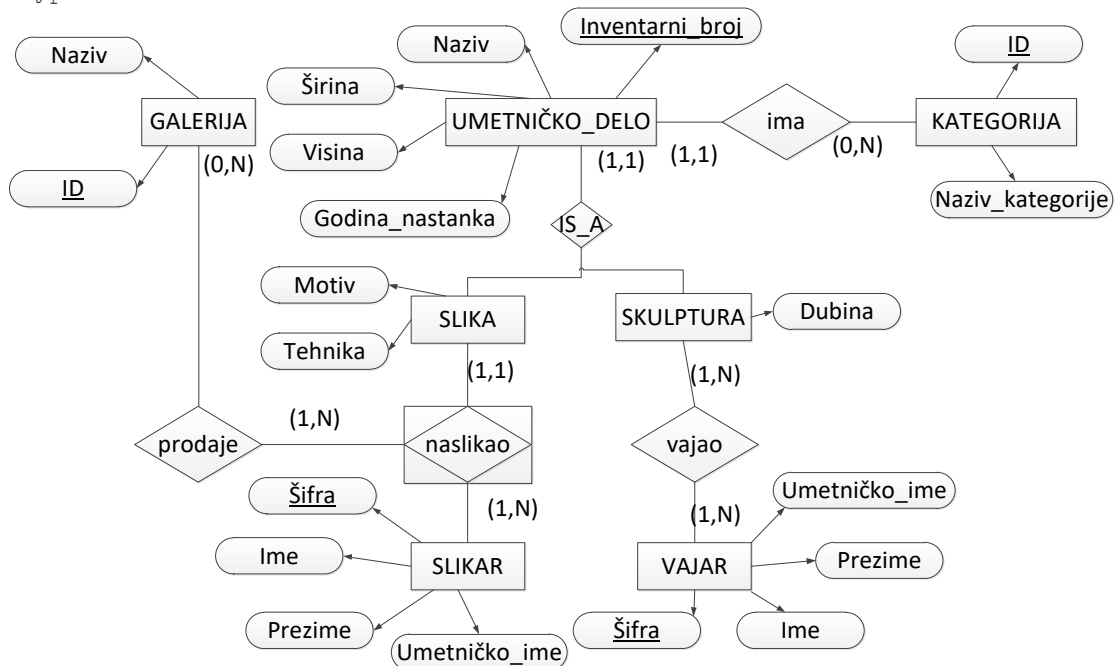 Naziv
Naziv
Inventarni_broj
ID
Širina
GALERIJA
UMETNIČKO_DELO
ima
KATEGORIJA
Visina
(0,N)
(1,1)
(1,1)
(0,N)
ID
Godina_nastanka
Naziv_kategorije
IS_A
Motiv
SLIKA
SKULPTURA
Dubina
Tehnika
(1,1)
(1,N)
(1,N)
prodaje
naslikao
vajao
Šifra
(1,N)
(1,N)
Umetničko_ime
Ime
SLIKAR
VAJAR
Prezime
Prezime
Umetničko_ime
Šifra
Ime